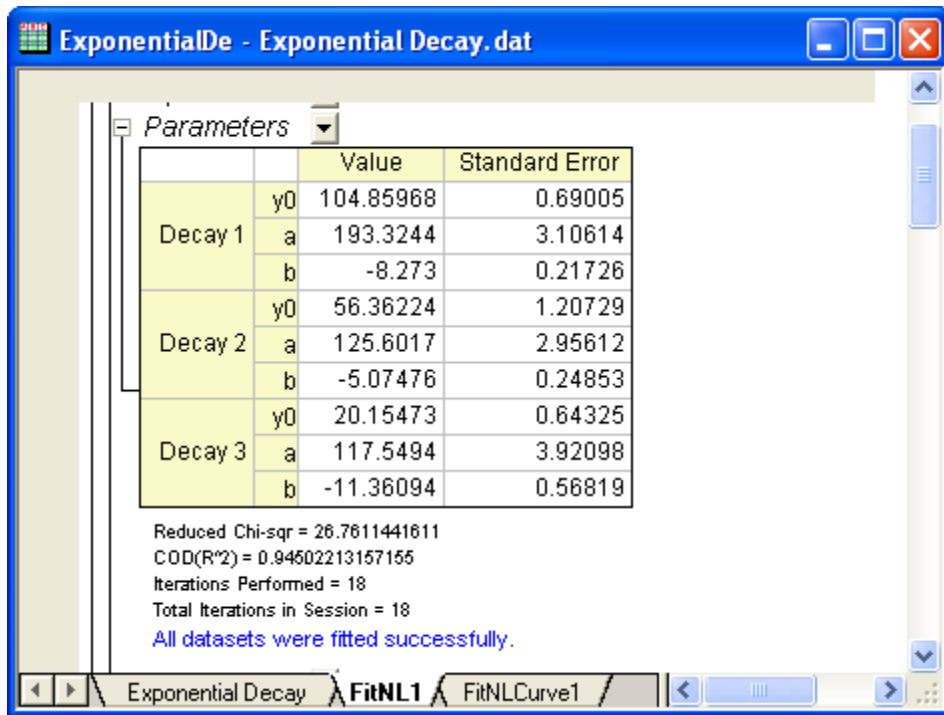 ExponentialDe - Exponential Decay.dat
Parameters
Value Standard Error
Decay 1 y0 104.85968 0.69005
a 193.3244 3.10614
b -8.273 0.21726
Decay 2 y0 56.36224 1.20729
a 125.6017 2.95612
b -5.07476 0.24853
Decay 3 y0 20.15473 0.64325
a 117.5494 3.92098
b -11.36094 0.56819
Reduced Chi-sqr = 26.7611441611
COD(R^2) = 0.94502213157155
Iterations Performed = 18
Total Iterations in Session = 18
All datasets were fitted successfully.
Exponential Decay FitNL1 FitNLCurve1